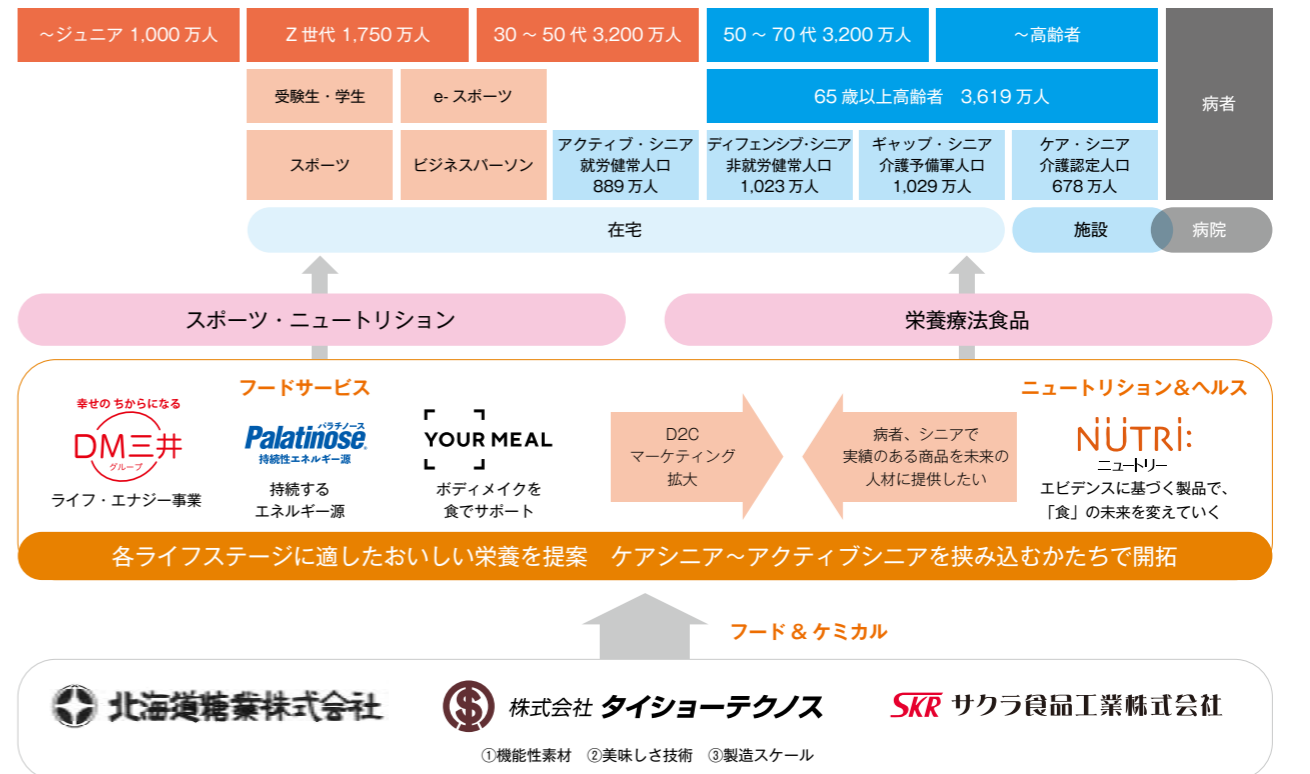 ～ジュニア 1,000 万人
Z 世代 1,750 万人
30 ～ 50 代 3,200 万人
50 ～ 70 代 3,200 万人
～高齢者
病者
受験生・学生
e- スポーツ
65 歳以上高齢者　3,619 万人
スポーツ
ビジネスパーソン
アクティブ・シニア
就労健常人口
889 万人
ディフェンシブ・シニア
非就労健常人口
1,023 万人
ギャップ・シニア
介護予備軍人口
1,029 万人
ケア・シニア
介護認定人口
678 万人
在宅
施設
病院
スポーツ・ニュートリション
栄養療法食品
幸せの ちからになる
DM三井
グループ
ライフ・エナジー事業
フードサービス
パラチノース
Palatinose
持続性エネルギー源
持続する
エネルギー源
YOUR MEAL
ボディメイクを
食でサポート
D2C
マーケティング
拡大
病者、シニアで
実績のある商品を未来の
人材に提供したい
ニュートリション＆ヘルス
NÜTRi:
ニュートリー
エビデンスに基づく製品で、
「食」の未来を変えていく
各ライフステージに適したおいしい栄養を提案　ケアシニア～アクティブシニアを挟み込むかたちで開拓
フード & ケミカル
北海道糖業株式会社
株式会社 タイショーテクノス
SKR サクラ食品工業株式会社
①機能性素材　②美味しさ技術　③製造スケール